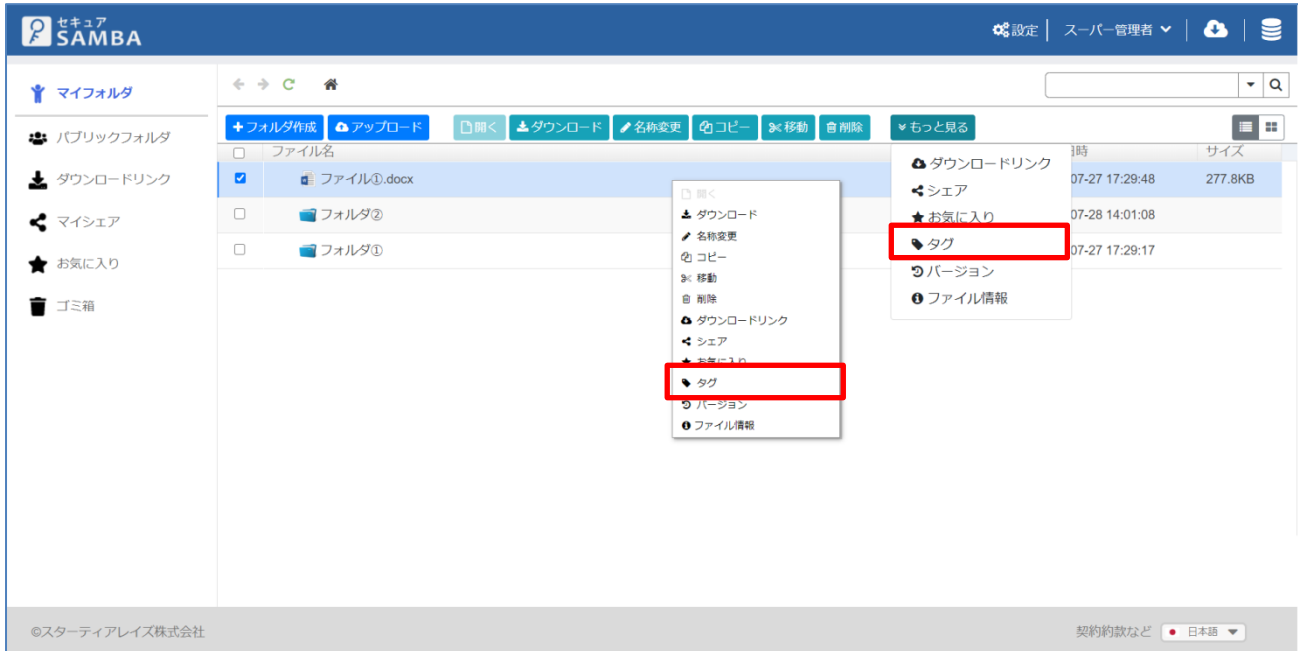 セキュア
SAMBA
設定
スーパー管理者
マイフォルダ
パブリックフォルダ
ダウンロードリンク
マイシェア
お気に入り
ゴミ箱
フォルダ作成 アップロード 開く ダウンロード 名称変更 コピー 移動 削除 もっと見る
ファイル名 日時 サイズ
ファイル①.docx 07-27 17:29:48 277.8KB
フォルダ② 07-28 14:01:08
フォルダ① 07-27 17:29:17
開く
ダウンロード
名称変更
コピー
移動
削除
ダウンロードリンク
シェア
お気に入り
タグ
バージョン
ファイル情報
ダウンロードリンク
シェア
お気に入り
タグ
バージョン
ファイル情報
©スターティアレイズ株式会社
契約約款など 日本語